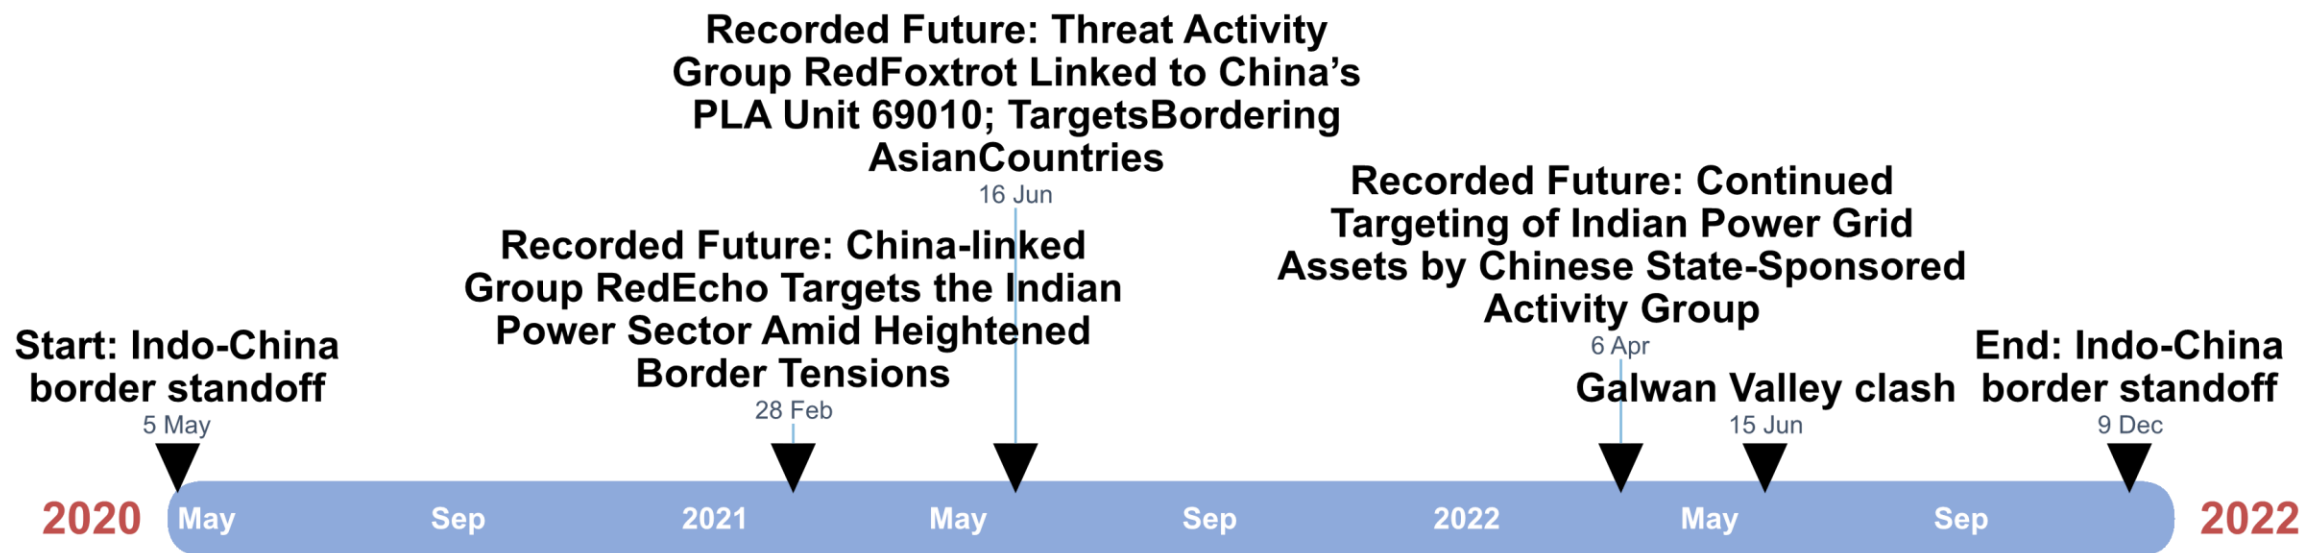 Recorded Future: Threat Activity
Group RedFoxtrot Linked to China’s
PLA Unit 69010; TargetsBordering
AsianCountries
16 Jun
Recorded Future: Continued
Targeting of Indian Power Grid
Assets by Chinese State-Sponsored
Activity Group
6 Apr
Recorded Future: China-linked
Group RedEcho Targets the Indian
Power Sector Amid Heightened
Border Tensions
28 Feb
Start: Indo-China
border standoff
5 May
Galwan Valley clash
15 Jun
End: Indo-China
border standoff
9 Dec
2020 May Sep 2021 May Sep 2022 May Sep 2022